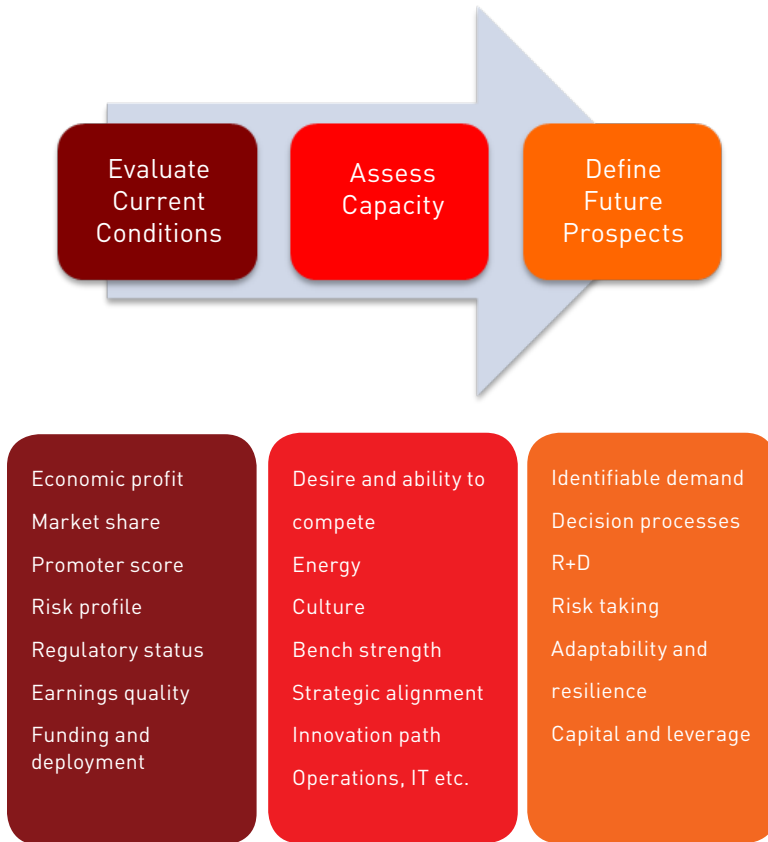 Evaluate
Current
Conditions
Assess
Capacity
Define
Future
Prospects
Economic profit
Market share
Promoter score
Risk profile
Regulatory status
Earnings quality
Funding and
deployment
Desire and ability to
compete
Energy
Culture
Bench strength
Strategic alignment
Innovation path
Operations, IT etc.
Identifiable demand
Decision processes
R+D
Risk taking
Adaptability and
resilience
Capital and leverage